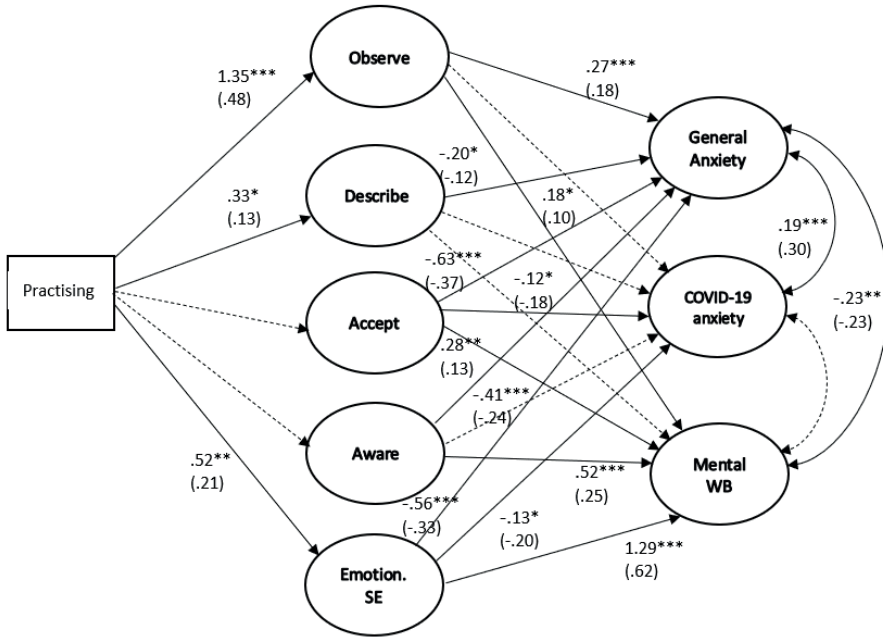 Observe
1.35***
(.48)
.27***
(.18)
General
Anxiety
-.20*
(-.12)
Describe
.18*
(.10)
.33*
(.13)
.19***
(.30)
-.63***
(-.37)
-.12*
(-.18)
Practising
COVID-19
anxiety
-.23**
(-.23)
Accept
.28**
(.13)
-.41***
(-.24)
Aware
.52**
(.21)
Mental
WB
.52***
(.25)
-.56***
(-.33)
-.13*
(-.20)
1.29***
(.62)
Emotion.
SE